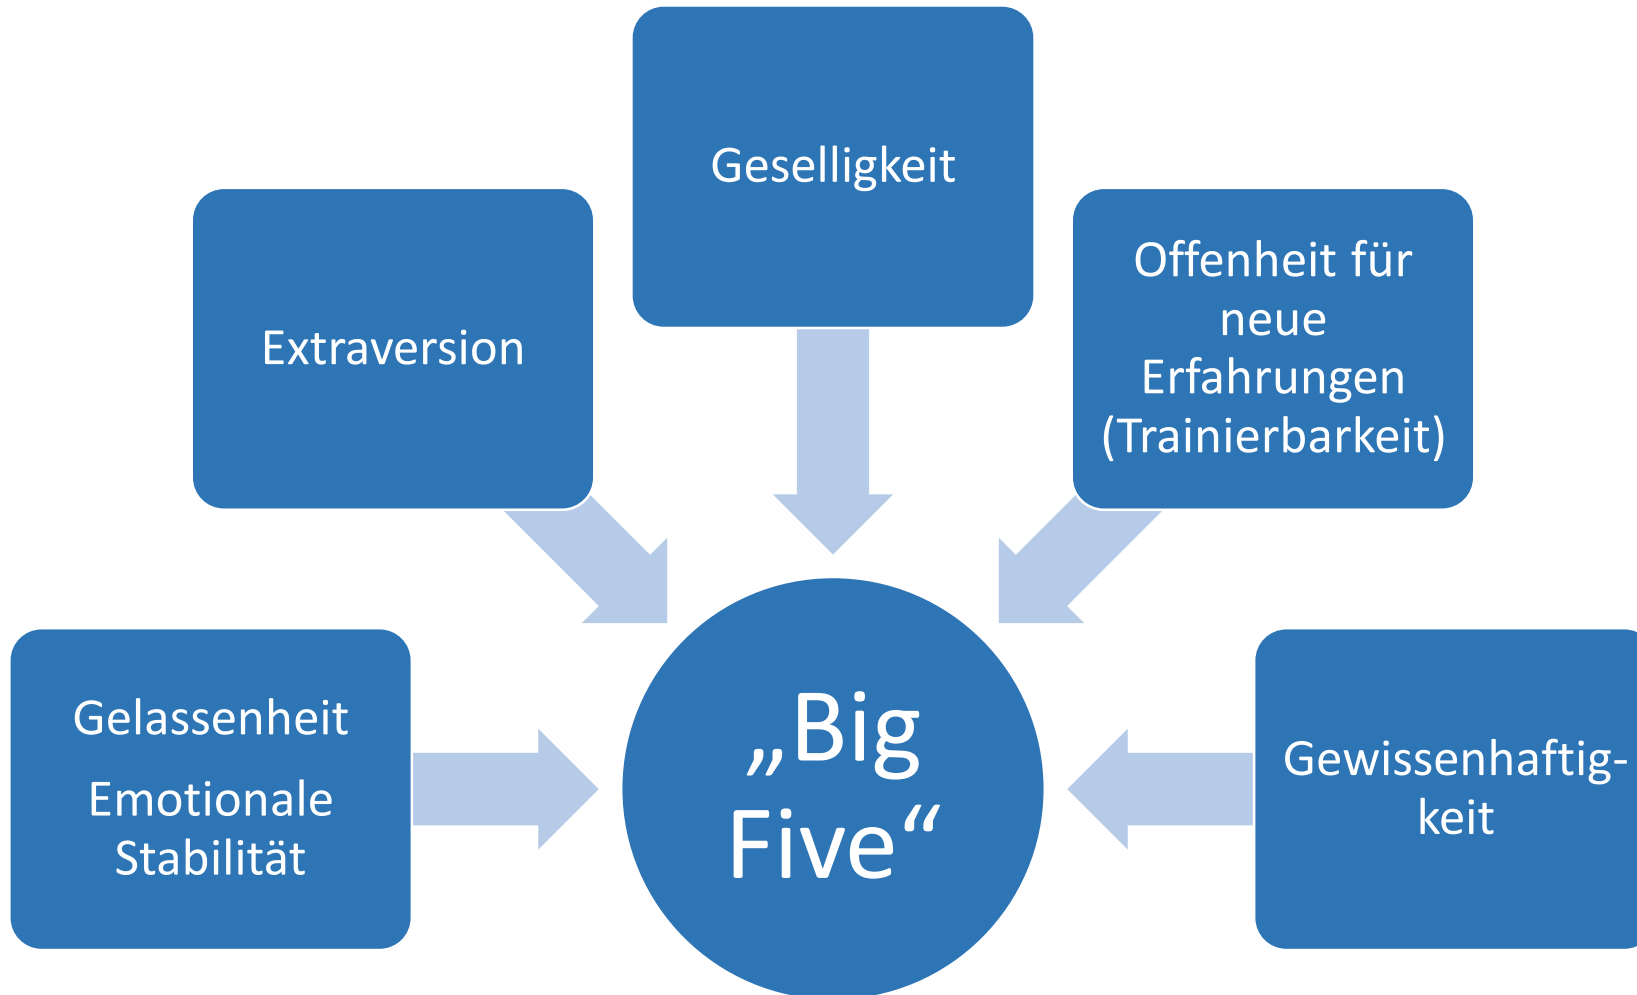 Geselligkeit
Extraversion
Offenheit für
neue
Erfahrungen
(Trainierbarkeit)
Gelassenheit
Emotionale
Stabilität
„Big
Five“
Gewissenhaftig-
keit